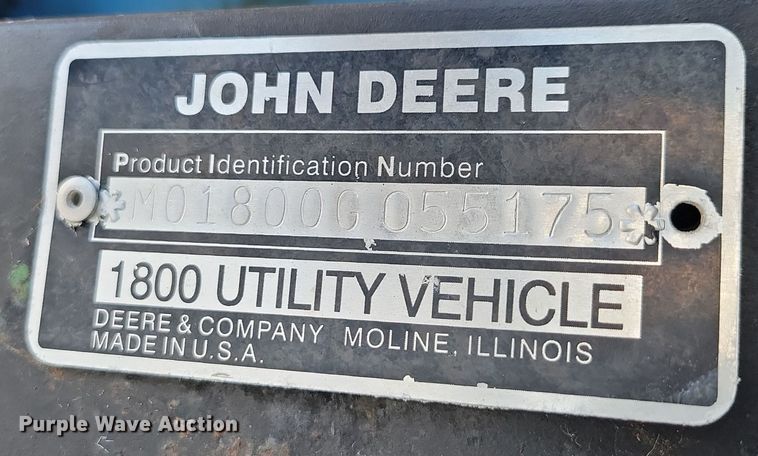 JOHN DEERE
Product Identification Number
*M01800G055175*
1800 UTILITY VEHICLE
DEERE & COMPANY MOLINE, ILLINOIS
MADE IN U.S.A.
Purple Wave Auction